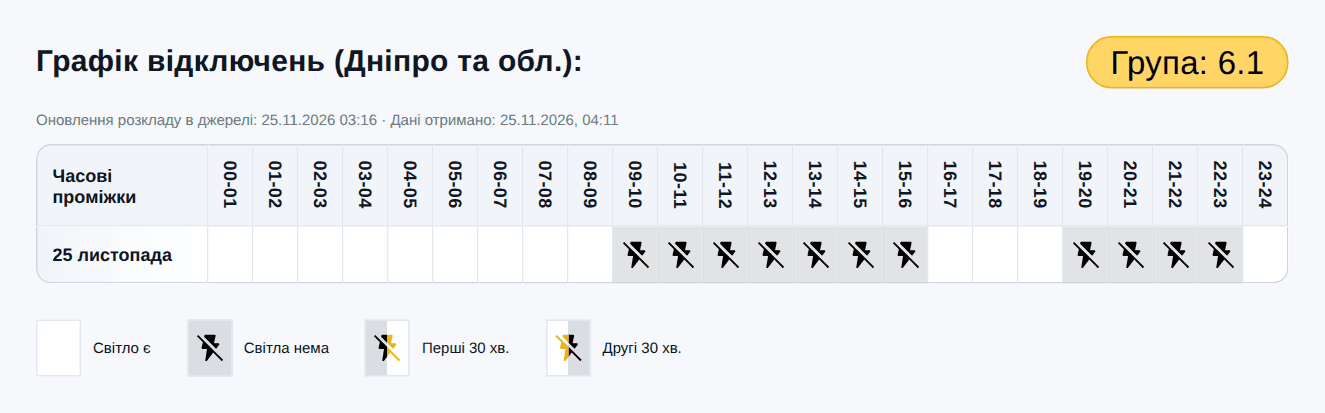 Графік відключень (Дніпро та обл.):
Група: 6.1
Оновлення розкладу в джерелі: 25.11.2026 03:16 · Дані отримано: 25.11.2026, 04:11
Часові
проміжки
00-01
01-02
02-03
03-04
04-05
05-06
06-07
07-08
08-09
09-10
10-11
11-12
12-13
13-14
14-15
15-16
16-17
17-18
18-19
19-20
20-21
21-22
22-23
23-24
25 листопада
Світло є
Світла нема
Перші 30 хв.
Другі 30 хв.